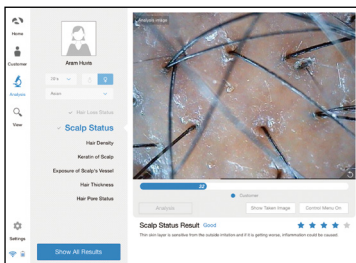 Home
Customer
Analysis
View
Settings
Aram Huvis
Asian
Hair Loss Status
Scalp Status
Hair Density
Keratin of Scalp
Exposure of Scalp's Vessel
Hair Thickness
Hair Pore Status
Show All Results
Analysis Image
Customer
Analysis
Show Taken Image
Control Menu On
Scalp Status Result Good
This skin layer is sensitive from the outside irritation and if it is getting worse, inflammation could be caused.